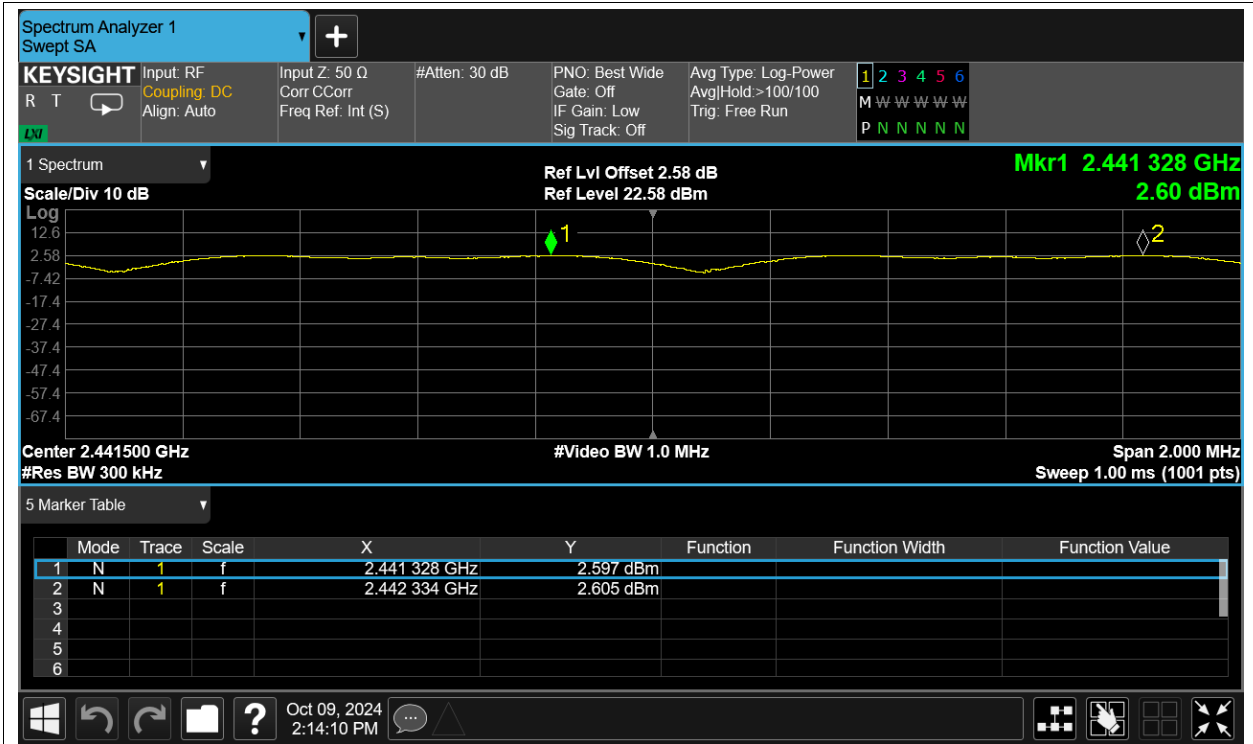 Spectrum Analyzer 1
Swept SA
KEYSIGHT
R T
LXI
Input: RF
Coupling: DC
Align: Auto
Input Z: 50 Ω
Corr CCorr
Freq Ref: Int (S)
#Atten: 30 dB
PNO: Best Wide
Gate: Off
IF Gain: Low
Sig Track: Off
Avg Type: Log-Power
Avg|Hold:>100/100
Trig: Free Run
1 2 3 4 5 6
M W W W W W
P N N N N N
1 Spectrum
Scale/Div 10 dB
Ref Lvl Offset 2.58 dB
Ref Level 22.58 dBm
Mkr1 2.441 328 GHz
2.60 dBm
Log
12.6
2.58
-7.42
-17.4
-27.4
-37.4
-47.4
-57.4
-67.4
1
2
Center 2.441500 GHz
#Res BW 300 kHz
#Video BW 1.0 MHz
Span 2.000 MHz
Sweep 1.00 ms (1001 pts)
5 Marker Table
Mode Trace Scale X Y Function Function Width Function Value
1 N 1 f 2.441 328 GHz 2.597 dBm
2 N 1 f 2.442 334 GHz 2.605 dBm
3
4
5
6
?
Oct 09, 2024
2:14:10 PM